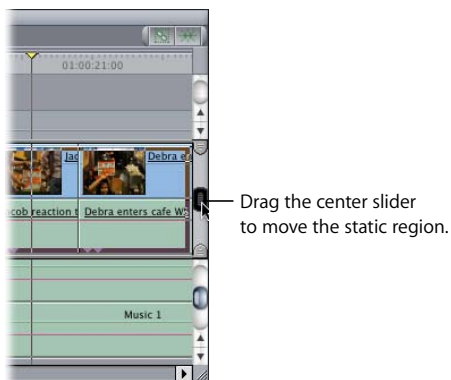 01:00:21:00
Jac
Debra e
cob reaction t
Debra enters cafe W
Drag the center slider
to move the static region.
Music 1